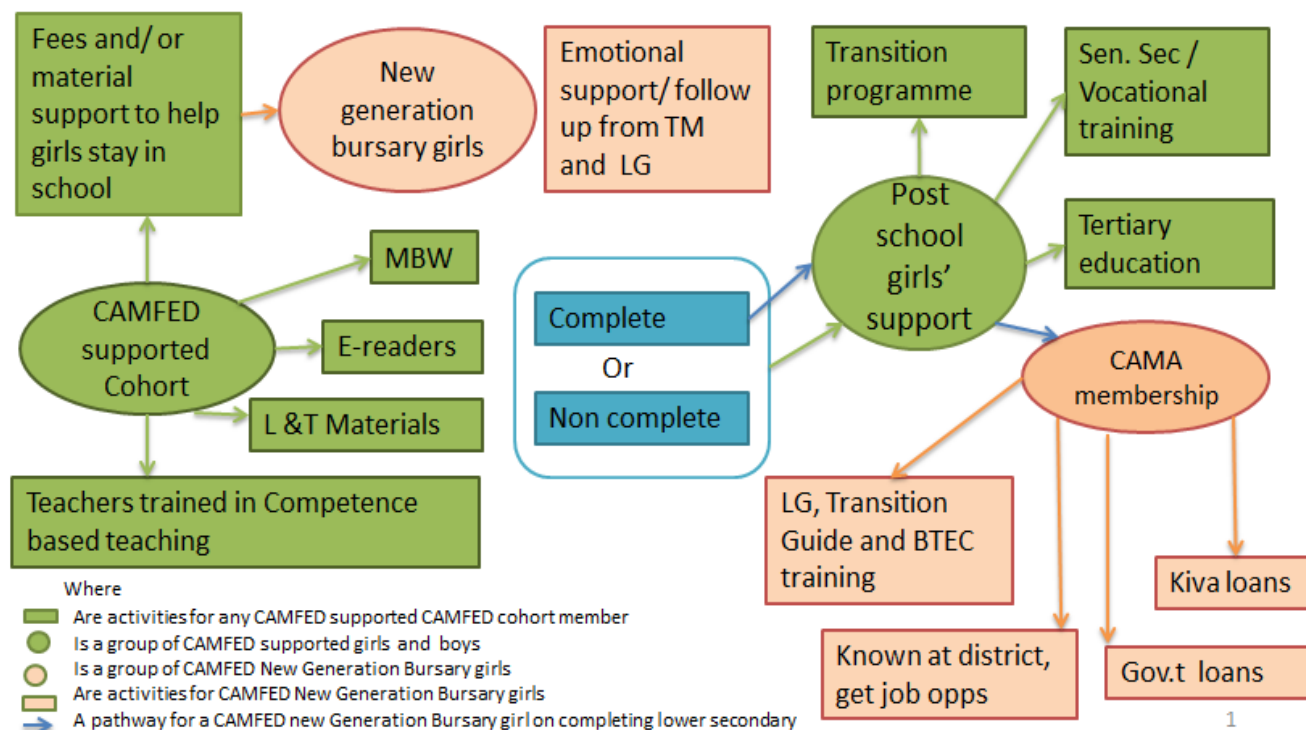 Fees and/ or
material
support to help
girls stay in
school
New
generation
bursary girls
Emotional
support/ follow
up from TM
and LG
Transition
programme
Sen. Sec /
Vocational
training
Post
school
girls'
support
Tertiary
education
MBW
CAMFED
supported
Cohort
E-readers
L &T Materials
Complete
Or
Non complete
CAMA
membership
Teachers trained in Competence
based teaching
LG, Transition
Guide and BTEC
training
Kiva loans
Known at district,
get job opps
Gov.t loans
Where
Are activities for any CAMFED supported CAMFED cohort member
Is a group of CAMFED supported girls and boys
Is a group of CAMFED New Generation Bursary girls
Are activities for CAMFED New Generation Bursary girls
A pathway for a CAMFED new Generation Bursary girl on completing lower secondary
1